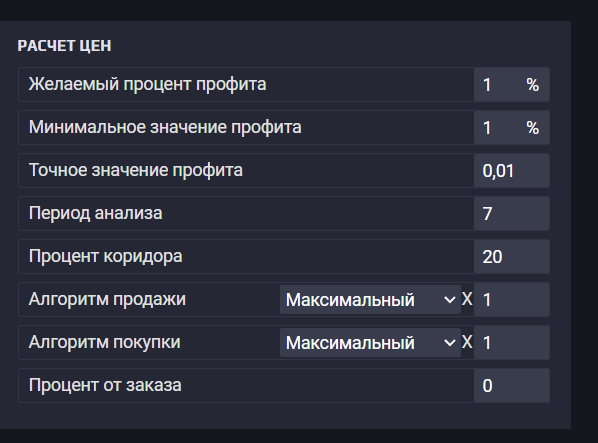 РАСЧЕТ ЦЕН
Желаемый процент профита 1 %
Минимальное значение профита 1 %
Точное значение профита 0,01
Период анализа 7
Процент коридора 20
Алгоритм продажи Максимальный X 1
Алгоритм покупки Максимальный X 1
Процент от заказа 0